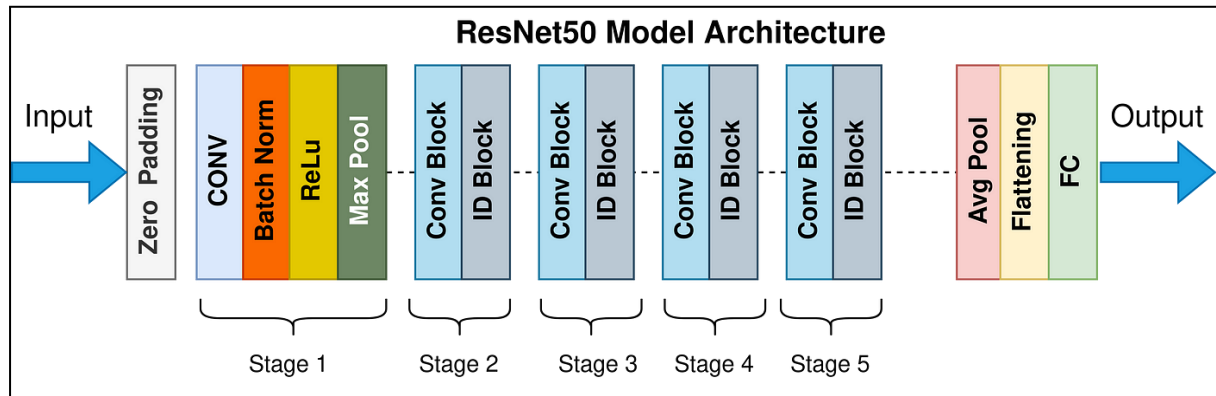 ResNet50 Model Architecture
Input
Zero Padding
CONV
Batch Norm
ReLu
Max Pool
Conv Block
ID Block
Conv Block
ID Block
Conv Block
ID Block
Conv Block
ID Block
Avg Pool
Flattening
FC
Output
Stage 1
Stage 2
Stage 3
Stage 4
Stage 5